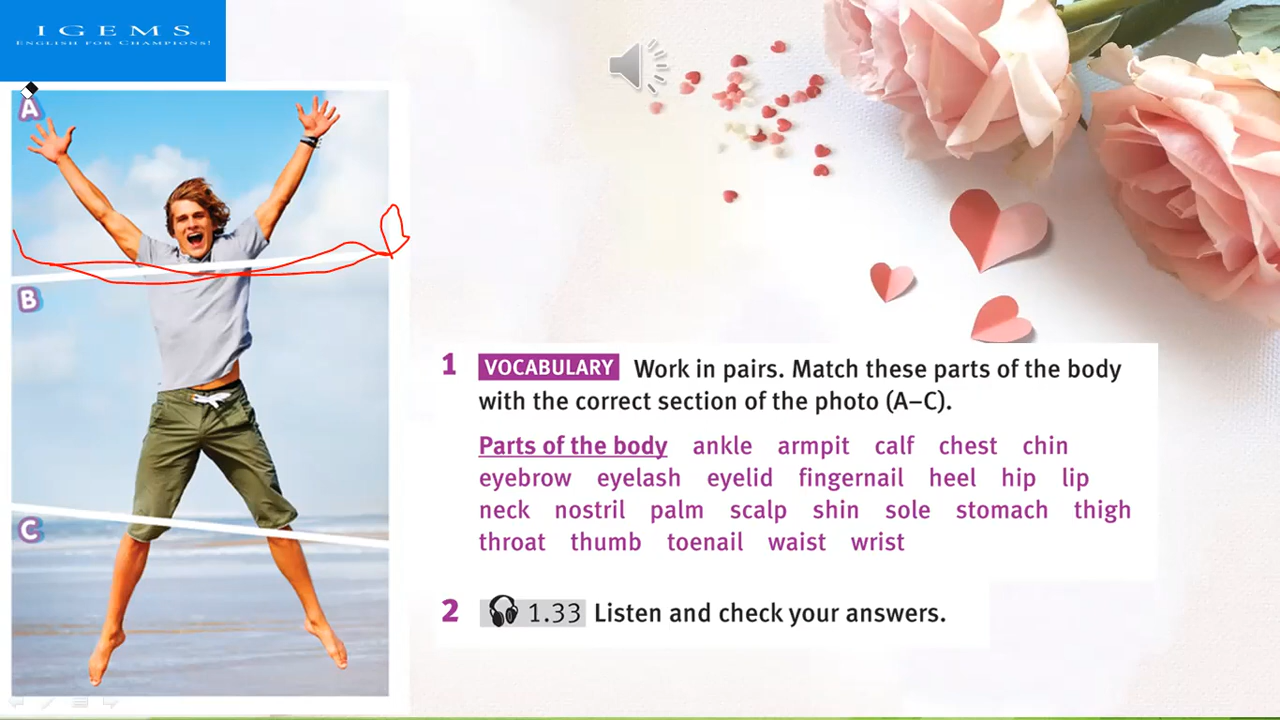 IGEMS
ENGLISH FOR CHAMPIONS!
A
B
C
1 VOCABULARY Work in pairs. Match these parts of the body
with the correct section of the photo (A–C).
Parts of the body ankle armpit calf chest chin
eyebrow eyelash eyelid fingernail heel hip lip
neck nostril palm scalp shin sole stomach thigh
throat thumb toenail waist wrist
2 1.33 Listen and check your answers.